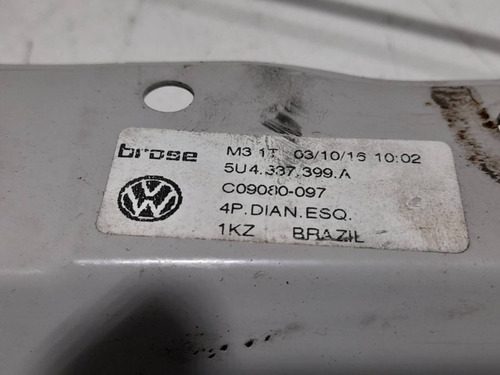 brose M3 1T 03/10/16 10:02
5U4.837.399.A
C09080-097
4P.DIAN.ESQ.
1KZ BRAZIL